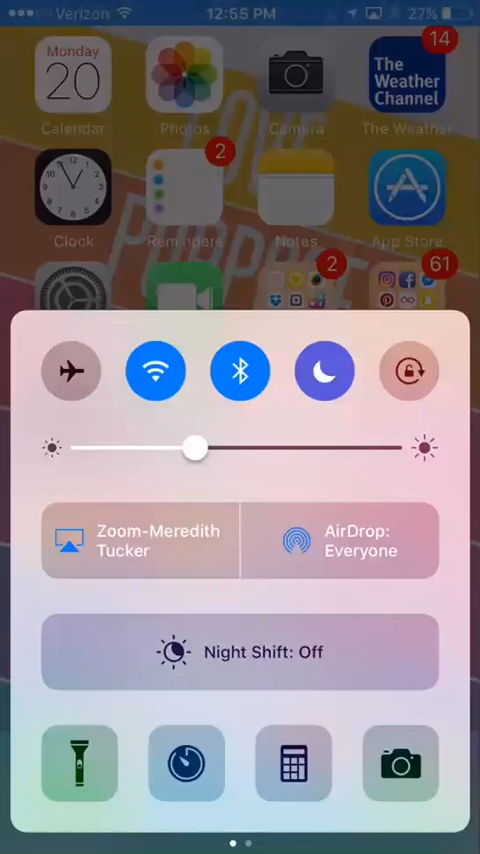 Verizon 12:55 PM 27%
14
Monday
20
The
Weather
Channel
Calendar Photos Camera The Weather
2
Clock Reminders Notes App Store
2 61
Zoom-Meredith
Tucker
AirDrop:
Everyone
Night Shift: Off